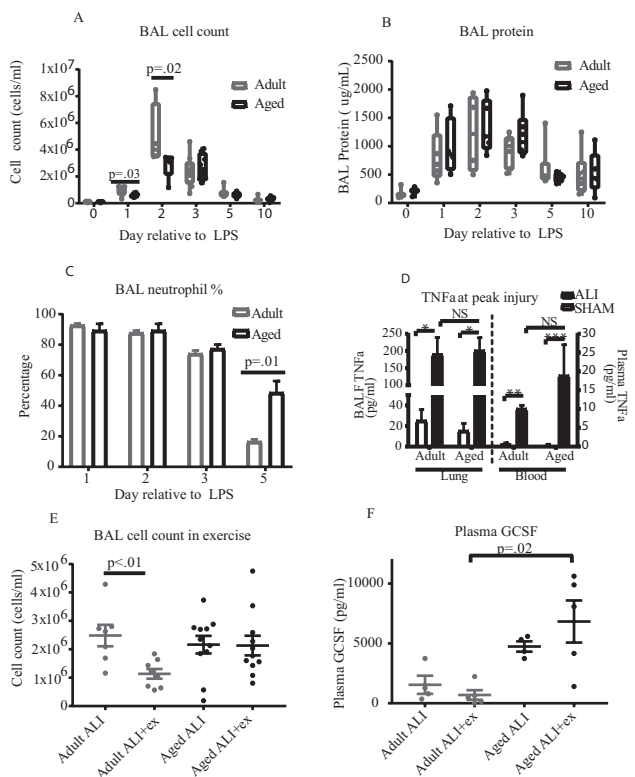 A
BAL cell count
Cell count (cells/ml)
1x10⁷
8x10⁶
6x10⁶
4x10⁶
2x10⁶
0
p=.02
p=.03
Adult
Aged
0 1 2 3 5 10
Day relative to LPS
B
BAL protein
BAL Protein ( ug/mL)
2500
2000
1500
1000
500
0
Adult
Aged
0 1 2 3 5 10
Day relative to LPS
C
BAL neutrophil %
Percentage
100
80
60
40
20
0
Adult
Aged
p=.01
1 2 3 5
Day relative to LPS
D
TNFa at peak injury
ALI
SHAM
NS
NS
* * ** ***
BALF TNFa
(pg/ml)
250
200
150
100
40
20
0
30
25
20
15
10
5
0
Plasma TNFa
(pg/ml)
Adult Aged Adult Aged
Lung Blood
E
BAL cell count in exercise
Cell count (cells/ml)
5x10⁶
4x10⁶
3x10⁶
2x10⁶
1x10⁶
0
p<.01
Adult ALI
Adult ALI+ex
Aged ALI
Aged ALI+ex
F
Plasma GCSF
Plasma GCSF (pg/ml)
10000
5000
0
p=.02
Adult ALI
Adult ALI+ex
Aged ALI
Aged ALI+ex